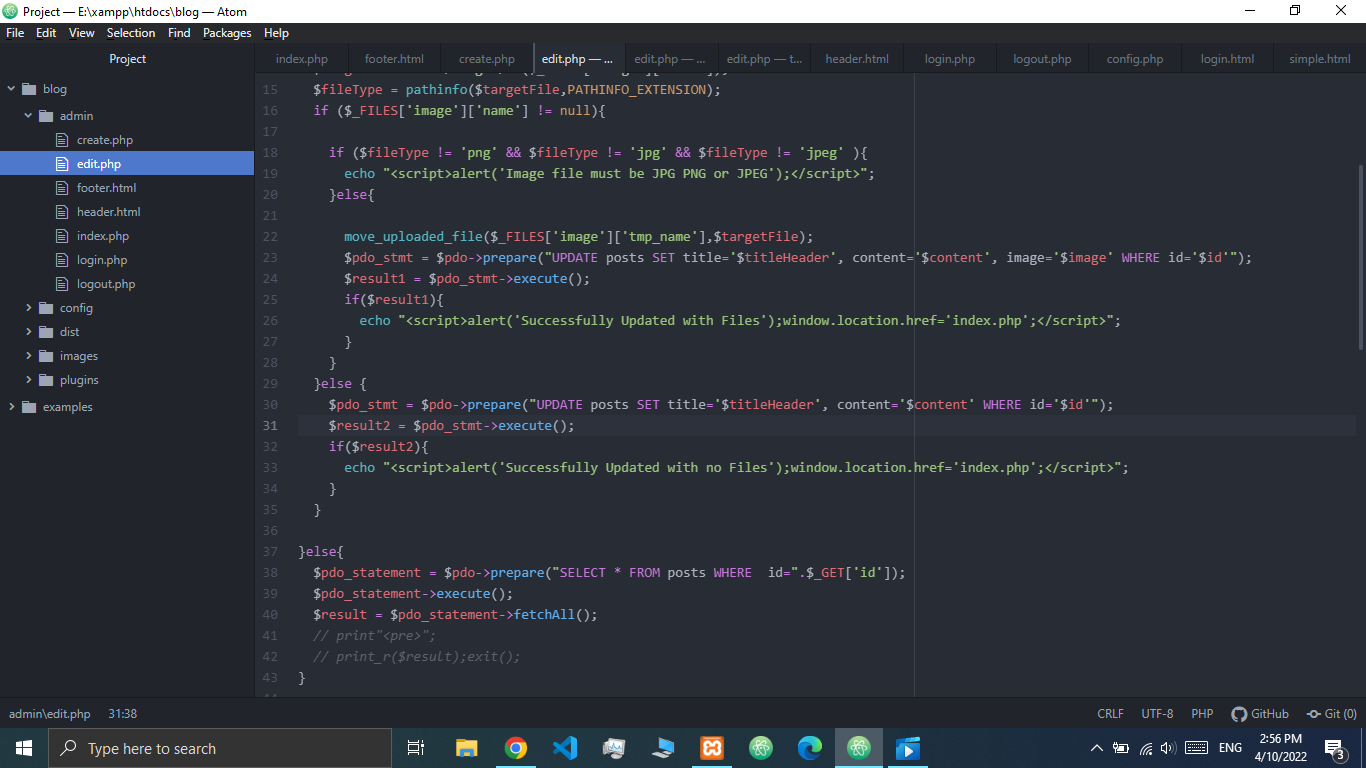 Project — E:\xampp\htdocs\blog — Atom
File Edit View Selection Find Packages Help
Project
index.php footer.html create.php edit.php — ... edit.php — ... edit.php — t... header.html login.php logout.php config.php login.html simple.html
blog
admin
create.php
edit.php
footer.html
header.html
index.php
login.php
logout.php
config
dist
images
plugins
examples
15 $fileType = pathinfo($targetFile,PATHINFO_EXTENSION);
16 if ($_FILES['image']['name'] != null){
17
18 if ($fileType != 'png' && $fileType != 'jpg' && $fileType != 'jpeg' ){
19 echo "<script>alert('Image file must be JPG PNG or JPEG');</script>";
20 }else{
21
22 move_uploaded_file($_FILES['image']['tmp_name'],$targetFile);
23 $pdo_stmt = $pdo->prepare("UPDATE posts SET title='$titleHeader', content='$content', image='$image' WHERE id='$id'");
24 $result1 = $pdo_stmt->execute();
25 if($result1){
26 echo "<script>alert('Successfully Updated with Files');window.location.href='index.php';</script>";
27 }
28 }
29 }else {
30 $pdo_stmt = $pdo->prepare("UPDATE posts SET title='$titleHeader', content='$content' WHERE id='$id'");
31 $result2 = $pdo_stmt->execute();
32 if($result2){
33 echo "<script>alert('Successfully Updated with no Files');window.location.href='index.php';</script>";
34 }
35 }
36
37 }else{
38 $pdo_statement = $pdo->prepare("SELECT * FROM posts WHERE  id=".$_GET['id']);
39 $pdo_statement->execute();
40 $result = $pdo_statement->fetchAll();
41 // print"<pre>";
42 // print_r($result);exit();
43 }
admin\edit.php 31:38 CRLF UTF-8 PHP GitHub Git (0)
Type here to search ENG 2:56 PM
4/10/2022 3